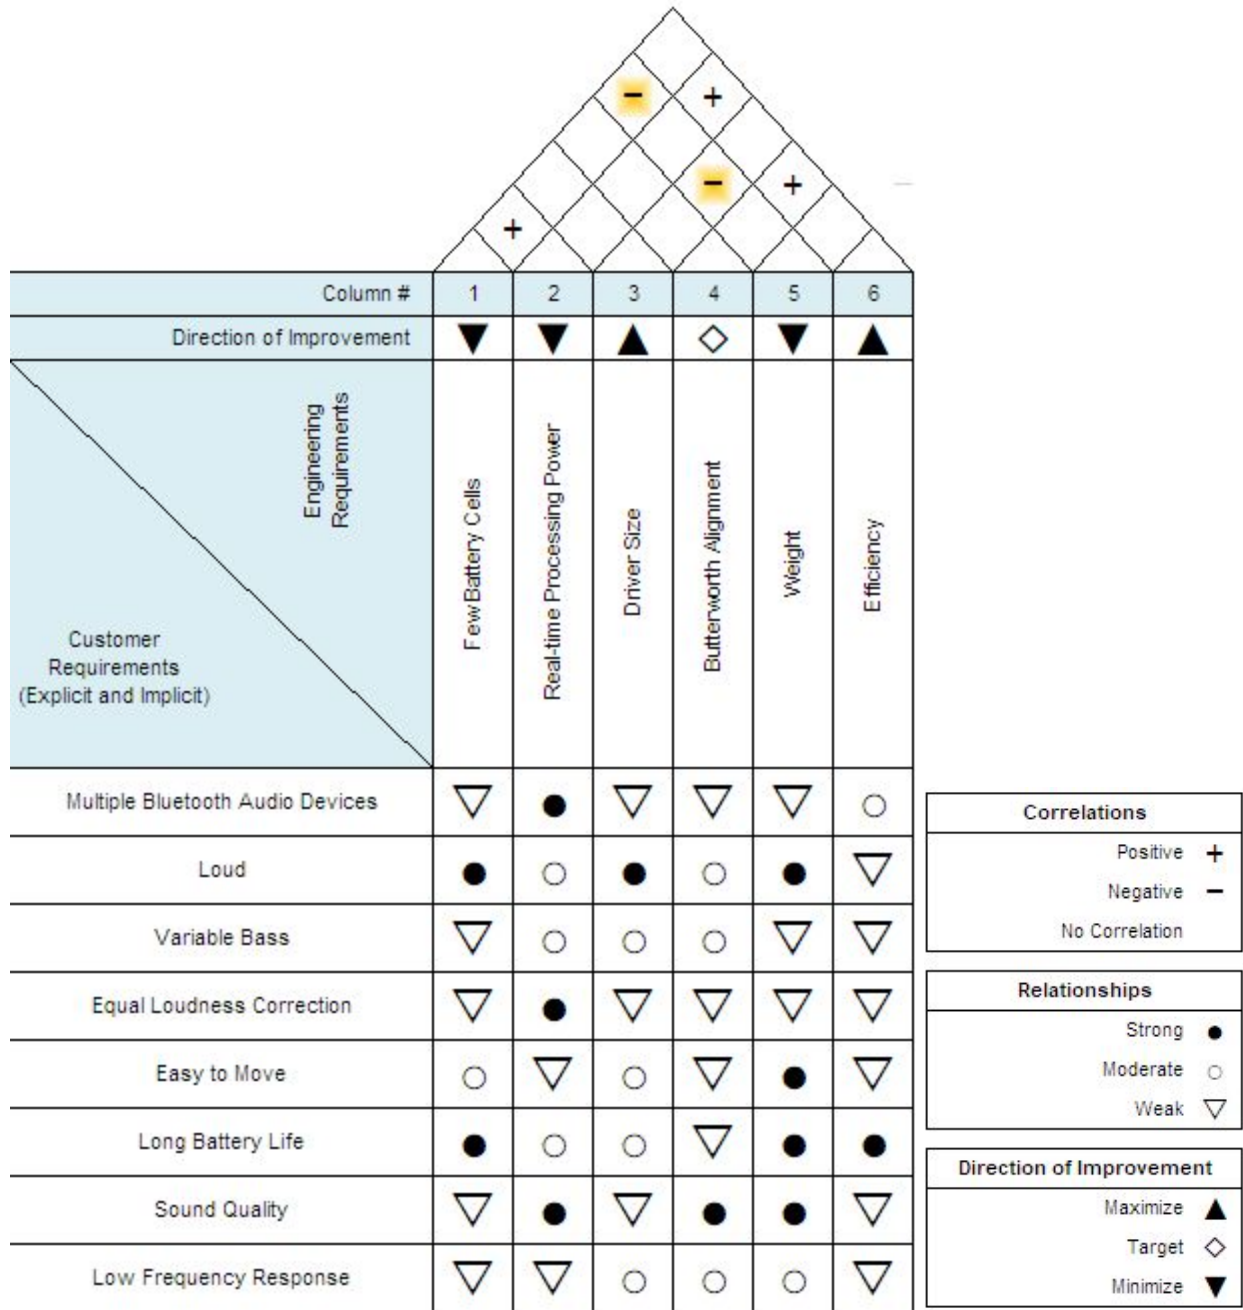 −
+
−
+
+
Column #
1
2
3
4
5
6
Direction of Improvement
Engineering
Requirements
Customer
Requirements
(Explicit and Implicit)
Few Battery Cells
Real-time Processing Power
Driver Size
Butterworth Alignment
Weight
Efficiency
Multiple Bluetooth Audio Devices
Loud
Variable Bass
Equal Loudness Correction
Easy to Move
Long Battery Life
Sound Quality
Low Frequency Response
Correlations
Positive +
Negative −
No Correlation
Relationships
Strong ●
Moderate ○
Weak ▽
Direction of Improvement
Maximize ▲
Target ◇
Minimize ▼